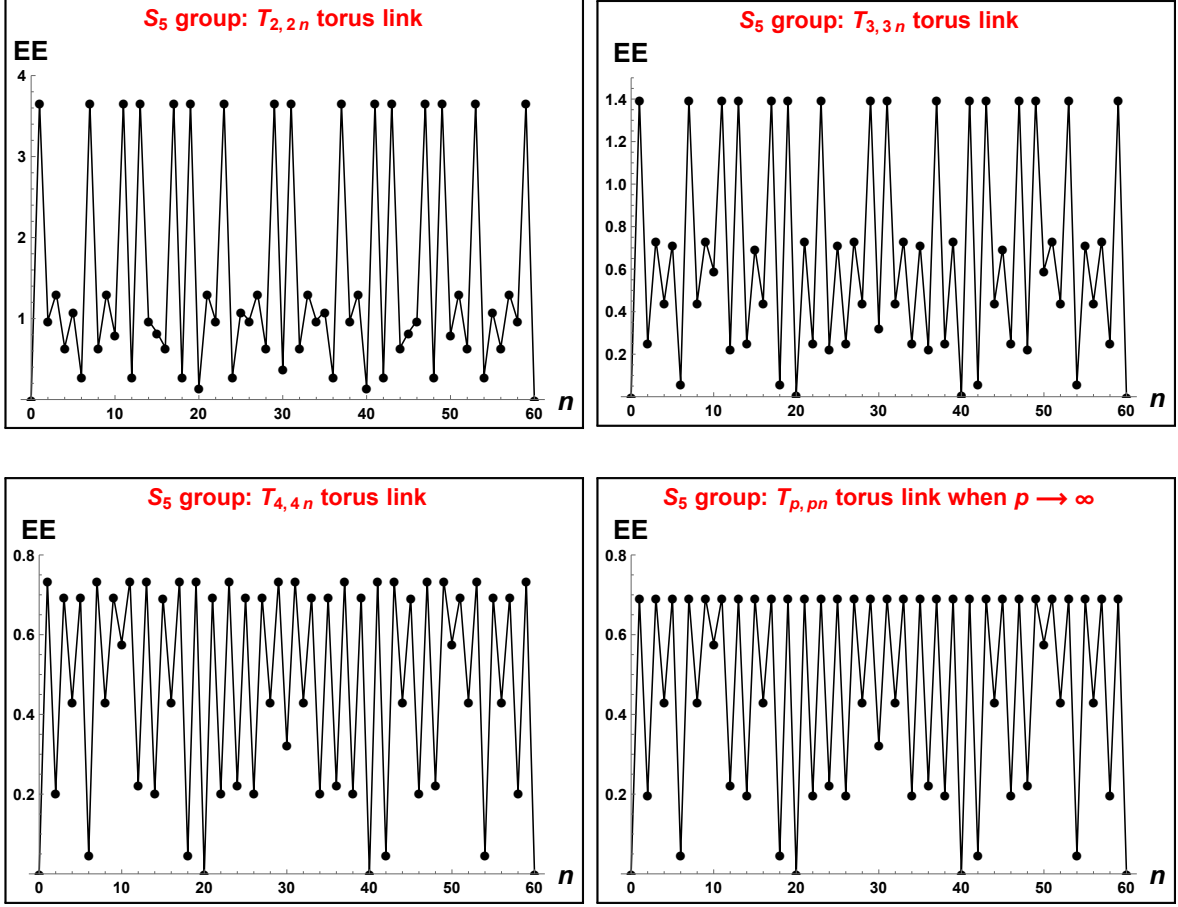 S₅ group: T₂,₂ₙ torus link
EE
4
3
2
1
0 10 20 30 40 50 60 n
S₅ group: T₃,₃ₙ torus link
EE
1.4
1.2
1.0
0.8
0.6
0.4
0.2
0 10 20 30 40 50 60 n
S₅ group: T₄,₄ₙ torus link
EE
0.8
0.6
0.4
0.2
0 10 20 30 40 50 60 n
S₅ group: Tₚ,ₚₙ torus link when p ⟶ ∞
EE
0.8
0.6
0.4
0.2
0 10 20 30 40 50 60 n